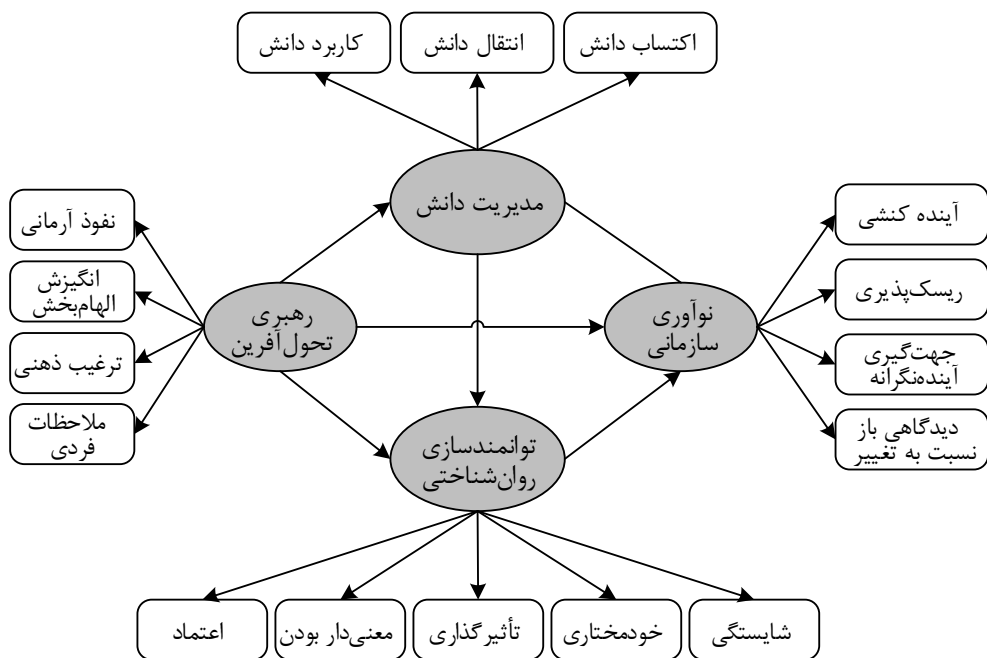 اکتساب دانش
انتقال دانش
کاربرد دانش
مدیریت دانش
آینده کنشی
ریسک‌پذیری
جهت‌گیری
آینده‌نگرانه
دیدگاهی باز
نسبت به تغییر
نوآوری
سازمانی
رهبری
تحول‌آفرین
نفوذ آرمانی
انگیزش
الهام‌بخش
ترغیب ذهنی
ملاحظات
فردی
توانمندسازی
روان‌شناختی
شایستگی
خودمختاری
تأثیرگذاری
معنی‌دار بودن
اعتماد